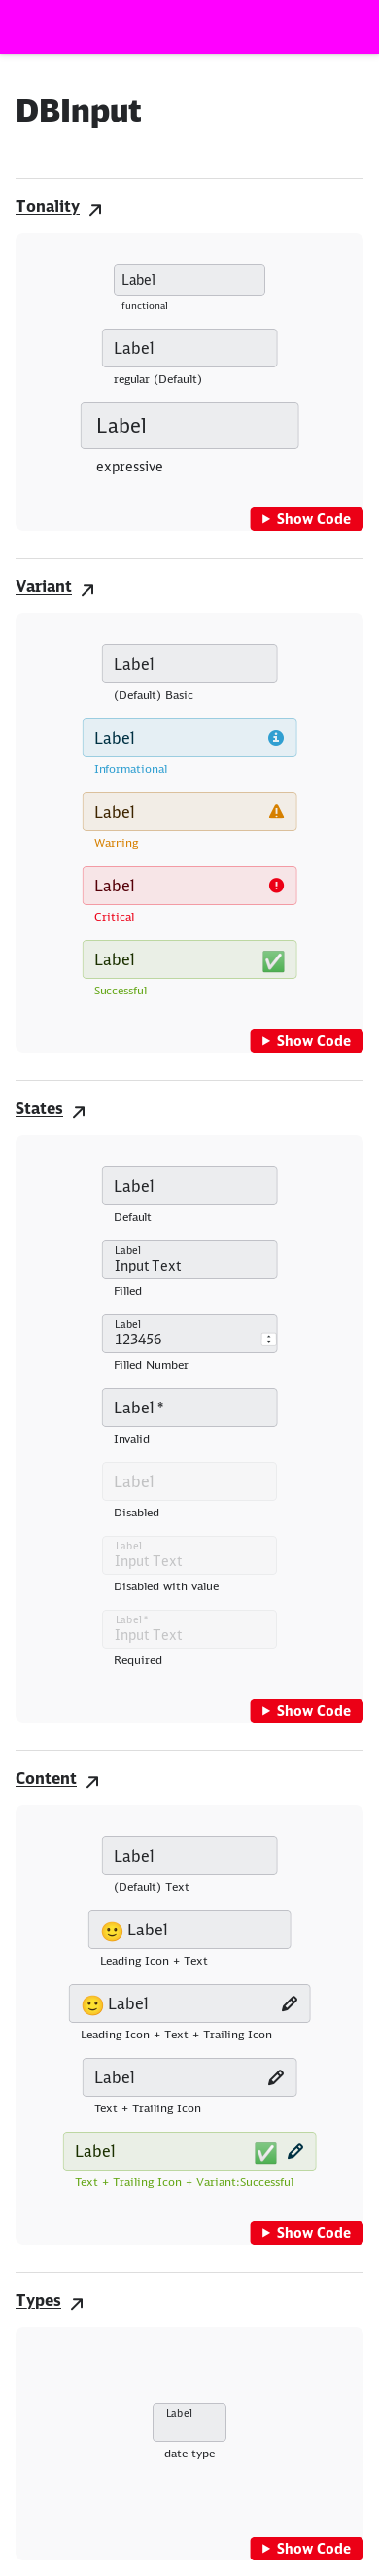 DBInput
Tonality
Label
functional
Label
regular (Default)
Label
expressive
Show Code
Variant
Label
(Default) Basic
Label
Informational
Label
Warning
Label
Critical
Label
Successful
Show Code
States
Label
Default
Label
Input Text
Filled
Label
123456
Filled Number
Label *
Invalid
Label
Disabled
Label
Input Text
Disabled with value
Label *
Input Text
Required
Show Code
Content
Label
(Default) Text
Label
Leading Icon + Text
Label
Leading Icon + Text + Trailing Icon
Label
Text + Trailing Icon
Label
Text + Trailing Icon + Variant:Successful
Show Code
Types
Label
date type
Show Code